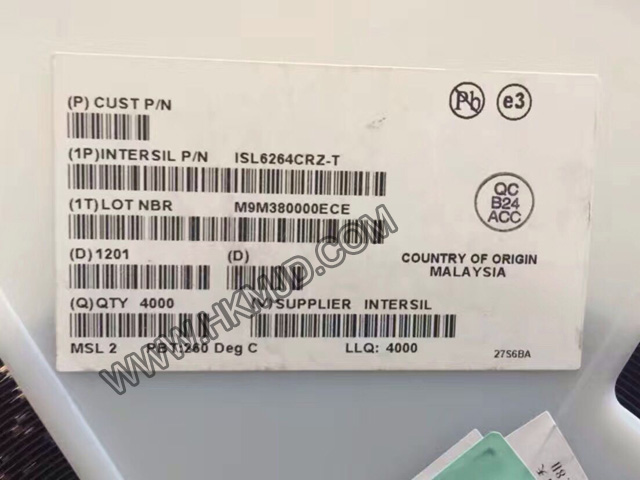 (P) CUST P/N
Pb
e3
(1P)INTERSIL P/N ISL6264CRZ-T
(1T)LOT NBR M9M380000ECE
QC
B24
ACC
(D)1201 (D)
COUNTRY OF ORIGIN
MALAYSIA
(Q)QTY 4000 (V)SUPPLIER INTERSIL
MSL 2 PBT:260 Deg C LLQ: 4000
27S6BA
WWW.HKMJD.COM